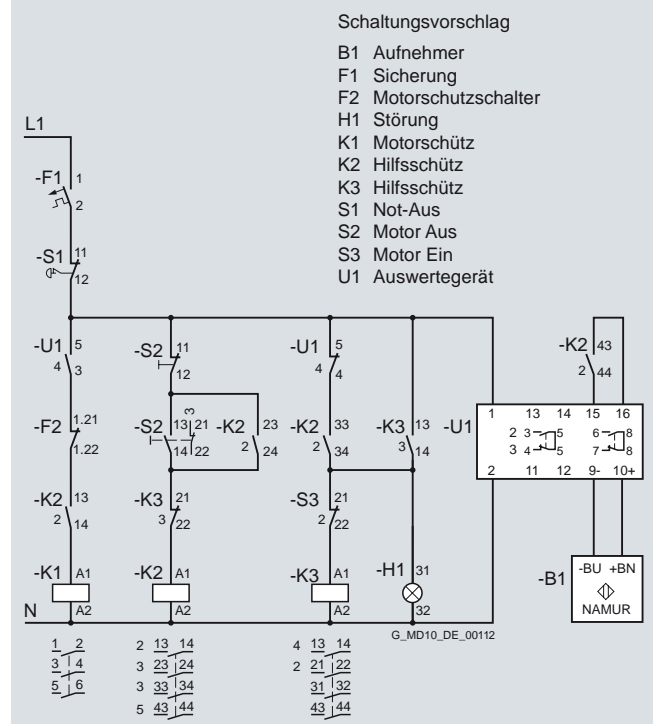 Schaltungsvorschlag
B1 Aufnehmer
F1 Sicherung
F2 Motorschutzschalter
H1 Störung
K1 Motorschütz
K2 Hilfsschütz
K3 Hilfsschütz
S1 Not-Aus
S2 Motor Aus
S3 Motor Ein
U1 Auswertegerät
L1
-F1 1
2
-S1 11
12
-U1 5
4 3
-S2 11
12
-U1 5
4 4
-K2 43
2 44
-F2 1.21
1.22
-S2 13 21 3
14 22
-K2 23
2 24
-K2 33
2 34
-K3 13
3 14
-U1
1 13 14 15 16
2 3 5 6 8
3 4 5 7 8
2 11 12 9- 10+
-K2 13
2 14
-K3 21
3 22
-S3 21
2 22
-K1 A1
A2
-K2 A1
A2
-K3 A1
A2
-H1 31
32
-B1
-BU +BN
NAMUR
N
G_MD10_DE_00112
1 2
3 4
5 6
2 13 14
3 23 24
3 33 34
5 43 44
4 13 14
2 21 22
31 32
43 44